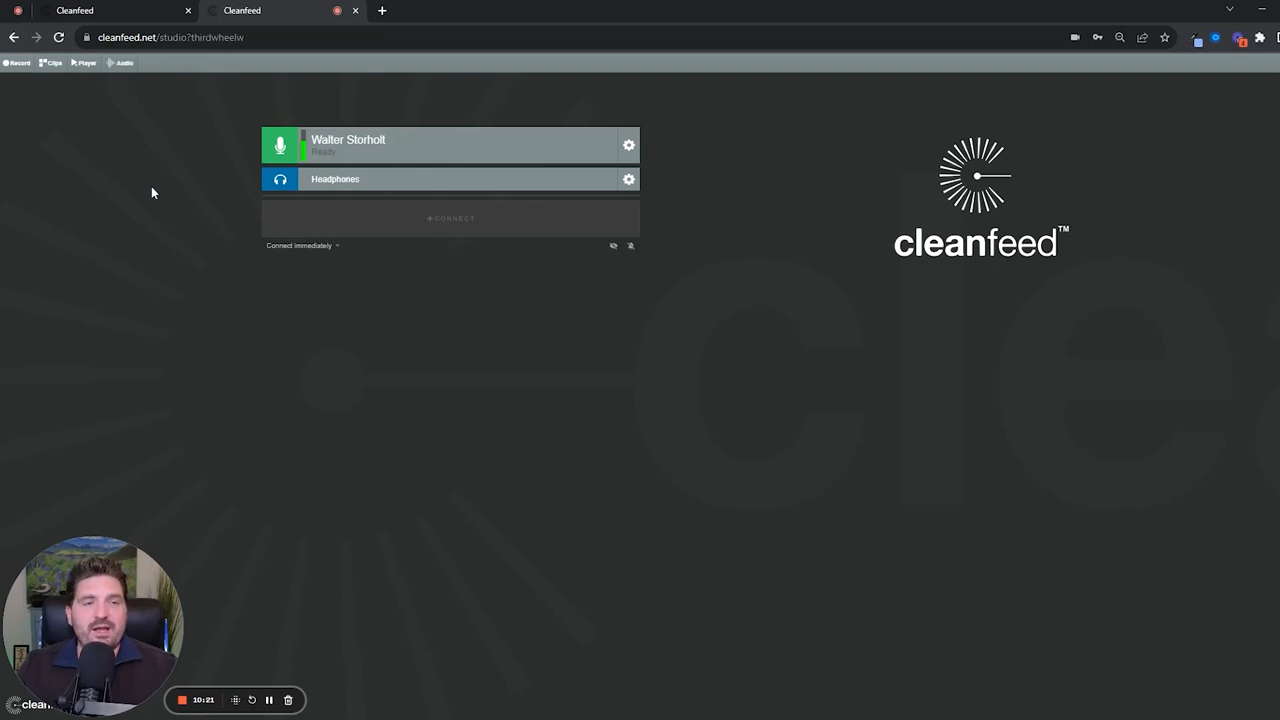 Cleanfeed
Cleanfeed
cleanfeed.net/studio?thirdwheelw
Record Clips Player Audio
Walter Storholt
Ready
Headphones
+CONNECT
Connect immediately
cleanfeed™
10:21